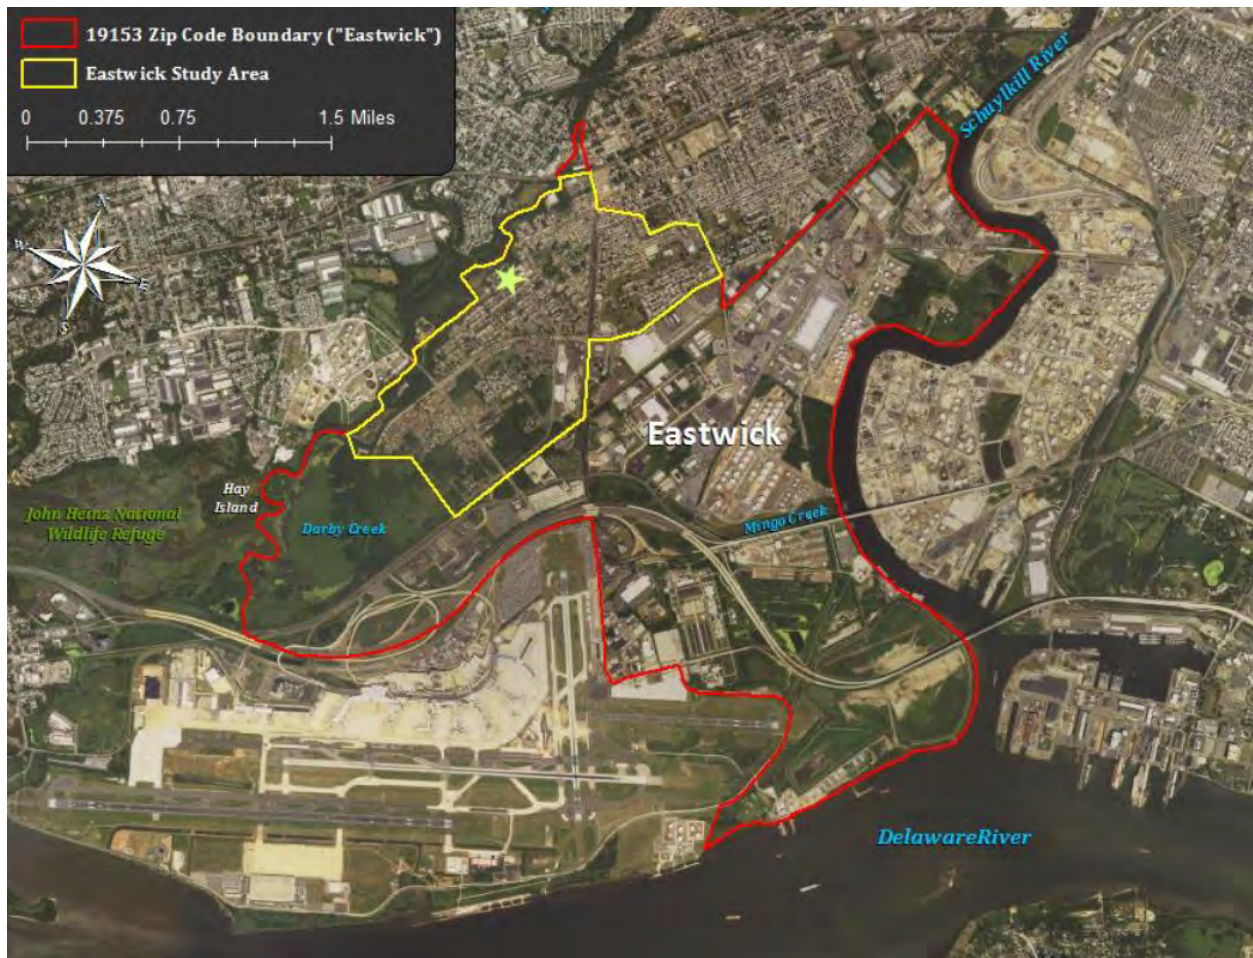 19153 Zip Code Boundary ("Eastwick")
Eastwick Study Area
0 0.375 0.75 1.5 Miles
Schuylkill River
N
W
E
S
Eastwick
Hay
Island
John Heinz National
Wildlife Refuge
Darby Creek
Mingo Creek
DelawareRiver